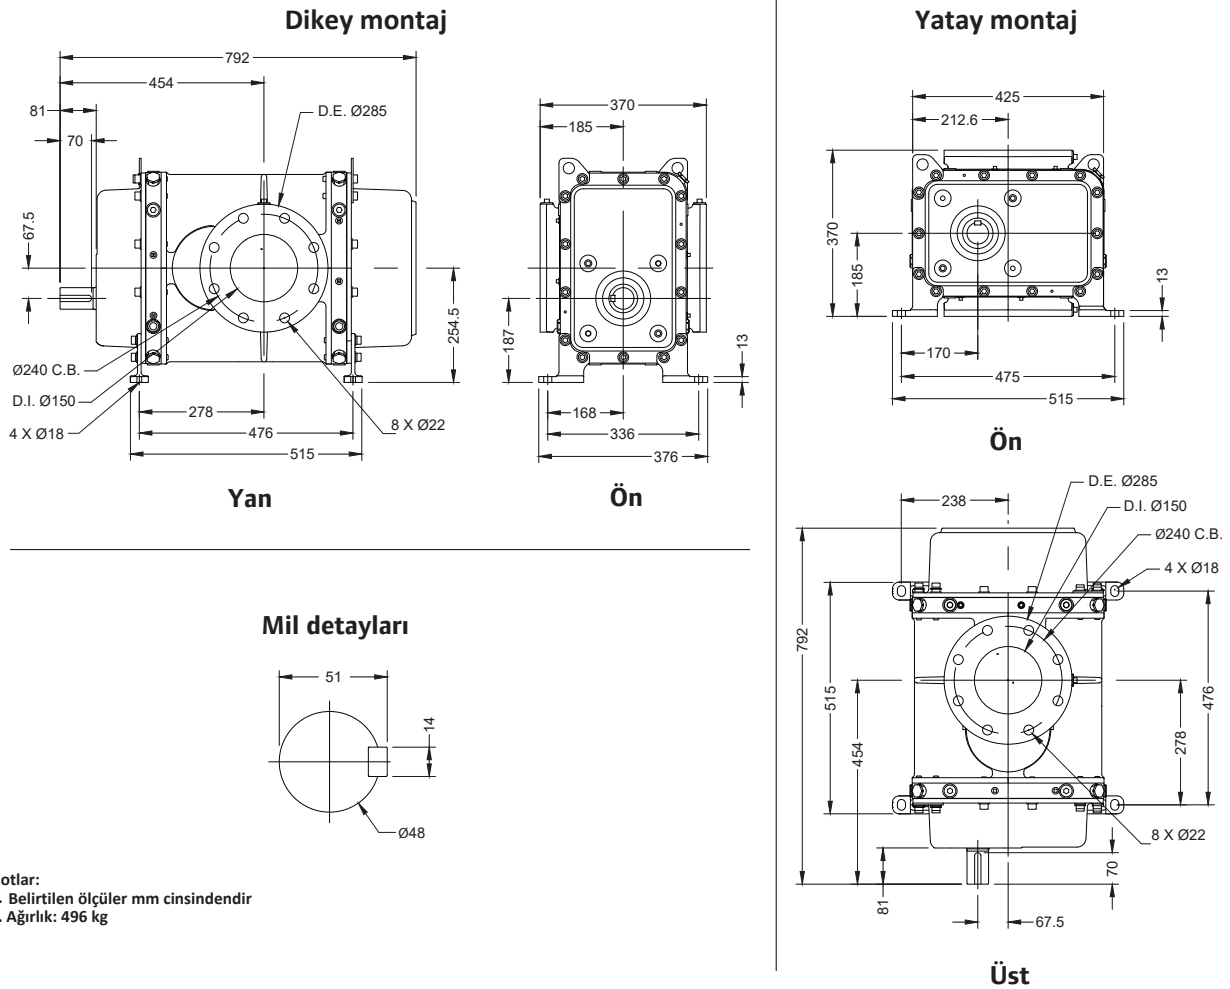 Dikey montaj
792
454
81
70
67.5
D.E. Ø285
254.5
Ø240 C.B.
D.I. Ø150
4 X Ø18
8 X Ø22
278
476
515
Yan
370
185
187
13
168
336
376
Ön
Yatay montaj
425
212.6
370
185
13
170
475
515
Ön
D.E. Ø285
D.I. Ø150
Ø240 C.B.
4 X Ø18
238
792
515
454
476
278
8 X Ø22
70
81
67.5
Üst
Mil detayları
51
14
Ø48
otlar:
. Belirtilen ölçüler mm cinsindendir
. Ağırlık: 496 kg